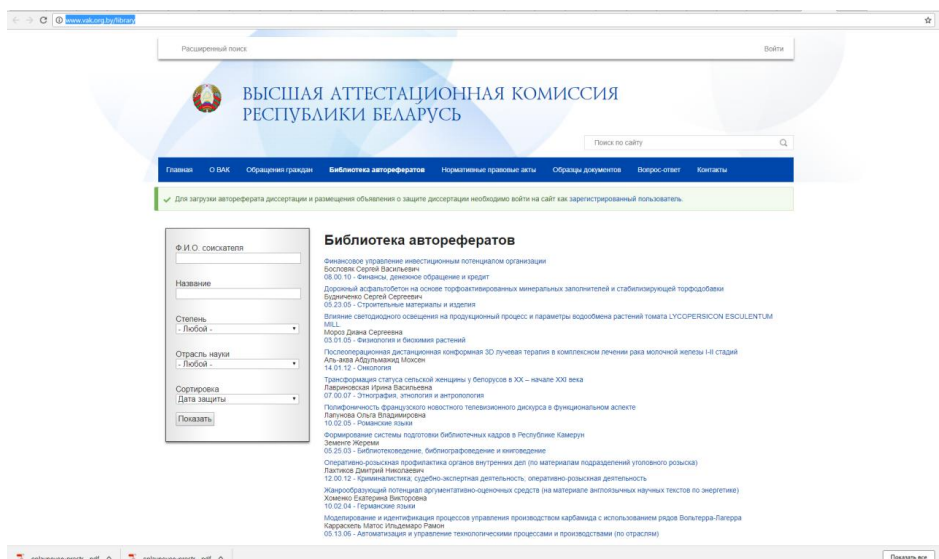 www.vak.org.by/library
Расширенный поиск
Войти
ВЫСШАЯ АТТЕСТАЦИОННАЯ КОМИССИЯ
РЕСПУБЛИКИ БЕЛАРУСЬ
Поиск по сайту
Главная О ВАК Обращения граждан Библиотека авторефератов Нормативные правовые акты Образцы документов Вопрос-ответ Контакты
Для загрузки автореферата диссертации и размещения объявления о защите диссертации необходимо войти на сайт как зарегистрированный пользователь.
Ф.И.О. соискателя
Название
Степень
- Любой -
Отрасль науки
- Любой -
Сортировка
Дата защиты
Показать
Библиотека авторефератов
Финансовое управление инвестиционным потенциалом организации
Бословяк Сергей Васильевич
08.00.10 - Финансы, денежное обращение и кредит
Дорожный асфальтобетон на основе торфоактивированных минеральных заполнителей и стабилизирующей торфодобавки
Будниченко Сергей Сергеевич
05.23.05 - Строительные материалы и изделия
Влияние светодиодного освещения на продукционный процесс и параметры водообмена растений томата LYCOPERSICON ESCULENTUM
MILL.
Мороз Диана Сергеевна
03.01.05 - Физиология и биохимия растений
Послеоперационная дистанционная конформная 3D лучевая терапия в комплексном лечении рака молочной железы I-II стадий
Аль-аква Абдульмажид Мохсен
14.01.12 - Онкология
Трансформация статуса сельской женщины у белорусов в XX – начале XXI века
Лавриновская Ирина Васильевна
07.00.07 - Этнография, этнология и антропология
Полифоничность французского новостного телевизионного дискурса в функциональном аспекте
Лапунова Ольга Владимировна
10.02.05 - Романские языки
Формирование системы подготовки библиотечных кадров в Республике Камерун
Земенге Жереми
05.25.03 - Библиотековедение, библиографоведение и книговедение
Оперативно-розыскная профилактика органов внутренних дел (по материалам подразделений уголовного розыска)
Лахтиков Дмитрий Николаевич
12.00.12 - Криминалистика; судебно-экспертная деятельность; оперативно-розыскная деятельность
Жанрообразующий потенциал аргументативно-оценочных средств (на материале англоязычных научных текстов по энергетике)
Хоменко Екатерина Викторовна
10.02.04 - Германские языки
Моделирование и идентификация процессов управления производством карбамида с использованием рядов Вольтерра-Лагерра
Карраскель Матос Ильдемаро Рамон
05.13.06 - Автоматизация и управление технологическими процессами и производствами (по отраслям)
Показать все